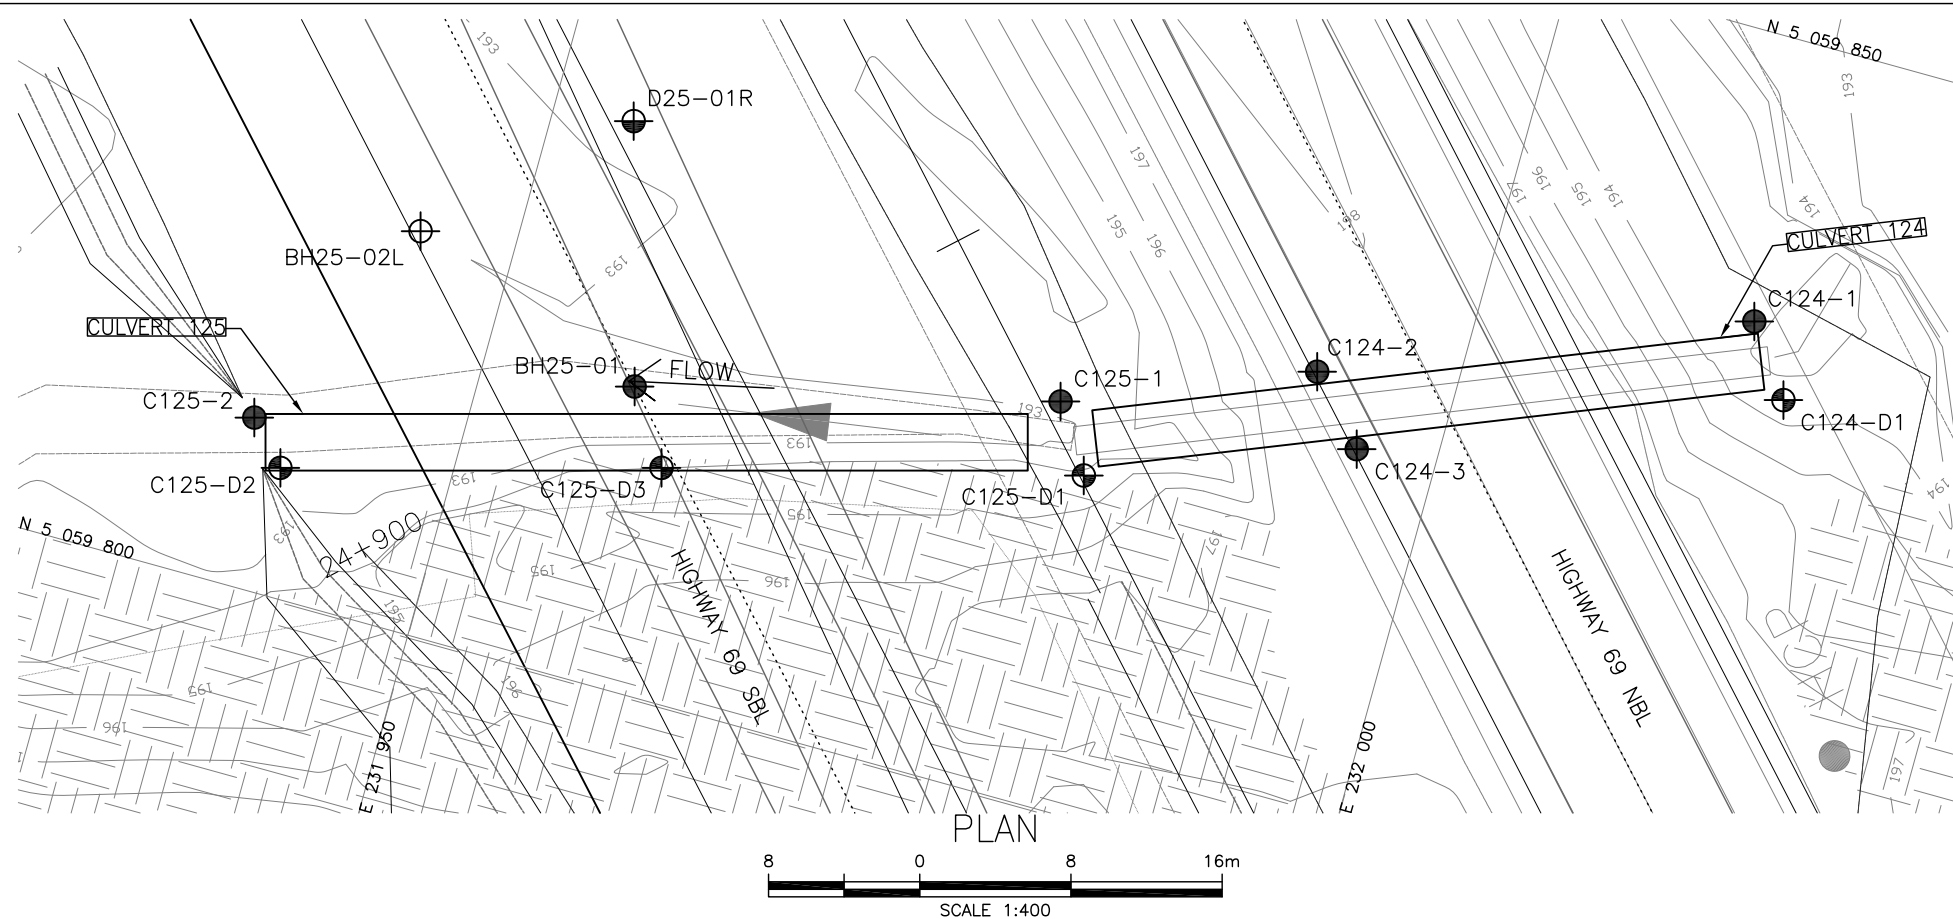 N 5 059 850
193
193
D25-01R
197
196
195
194
194
195
196
197
198
BH25-02L
193
CULVERT 124
C124-1
CULVERT 125
C124-2
BH25-01
FLOW
C125-1
C125-2
193
193
C124-D1
C124-3
C125-D2
193
C125-D3
C125-D1
194
N 5 059 800
193
24+900
195
197
195
196
HIGHWAY 69 SBL
HIGHWAY 69 NBL
195
195
196
196
E 231 950
E 232 000
197
PLAN
8 0 8 16m
SCALE 1:400